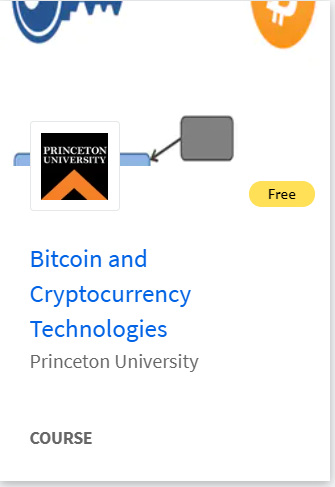 PRINCETON
UNIVERSITY
Free
Bitcoin and
Cryptocurrency
Technologies
Princeton University
COURSE